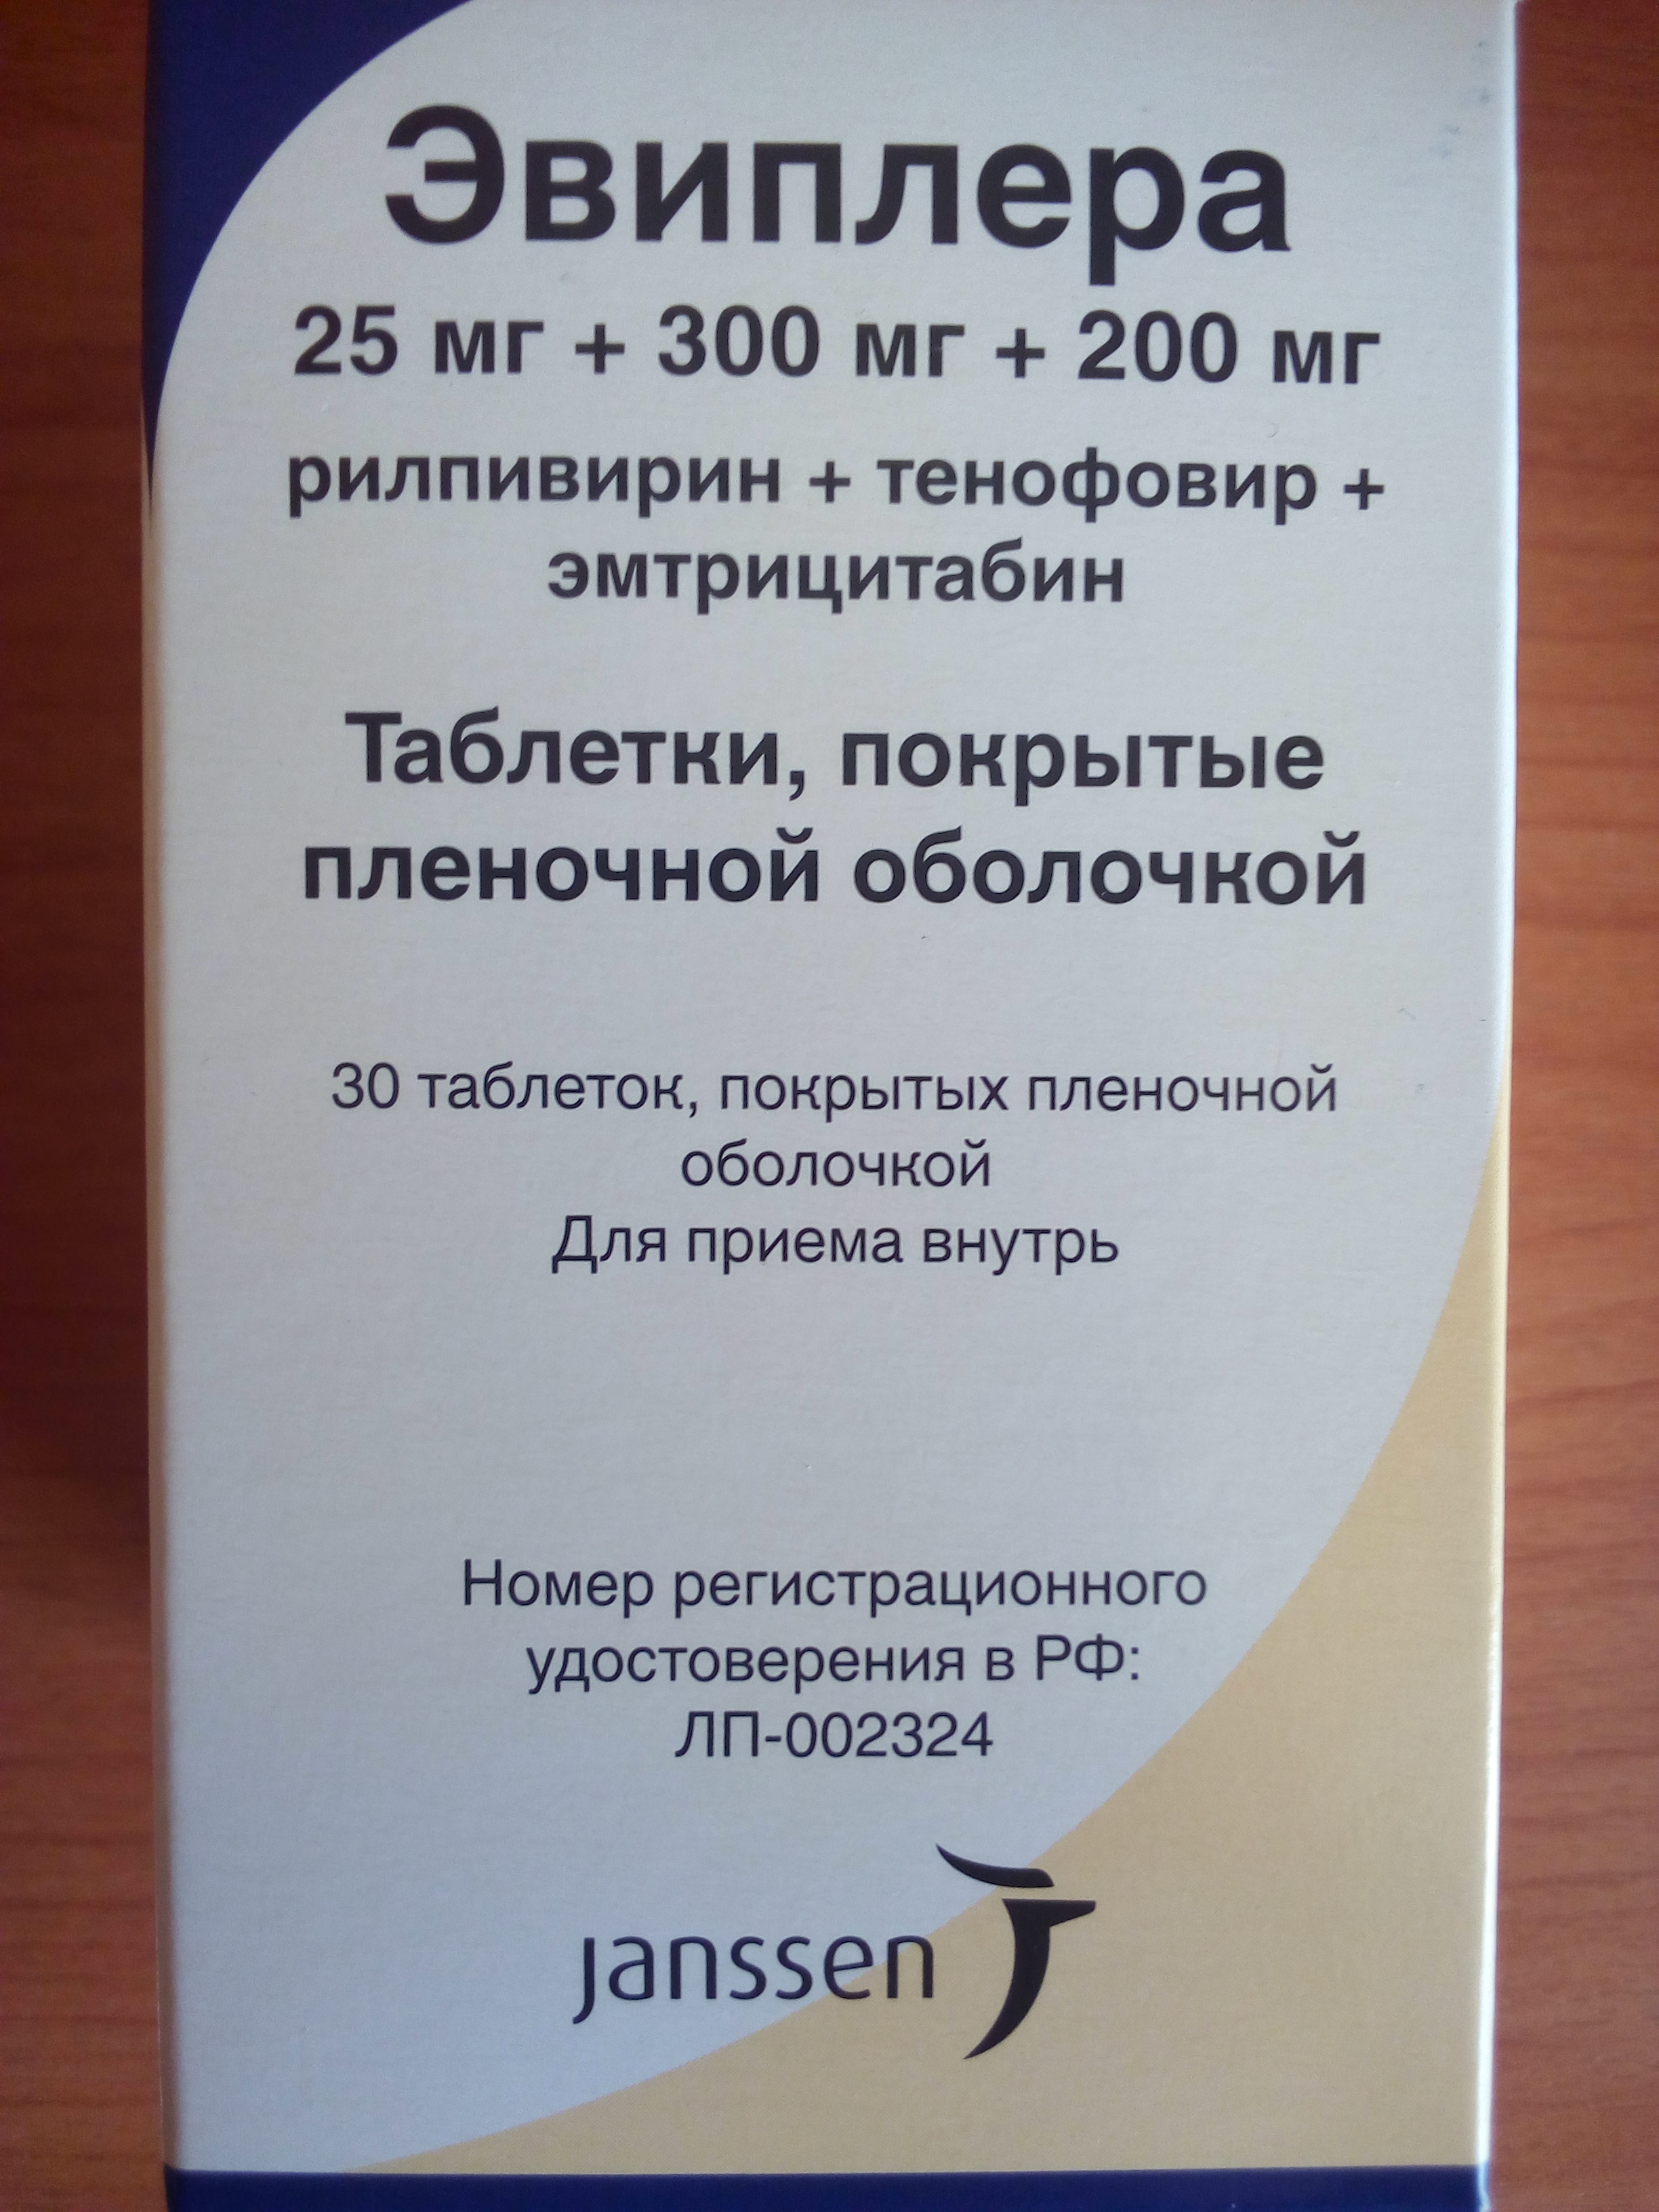 Эвиплера
25 мг + 300 мг + 200 мг
рилпивирин + тенофовир +
эмтрицитабин
Таблетки, покрытые
пленочной оболочкой
30 таблеток, покрытых пленочной
оболочкой
Для приема внутрь
Номер регистрационного
удостоверения в РФ:
ЛП-002324
janssen